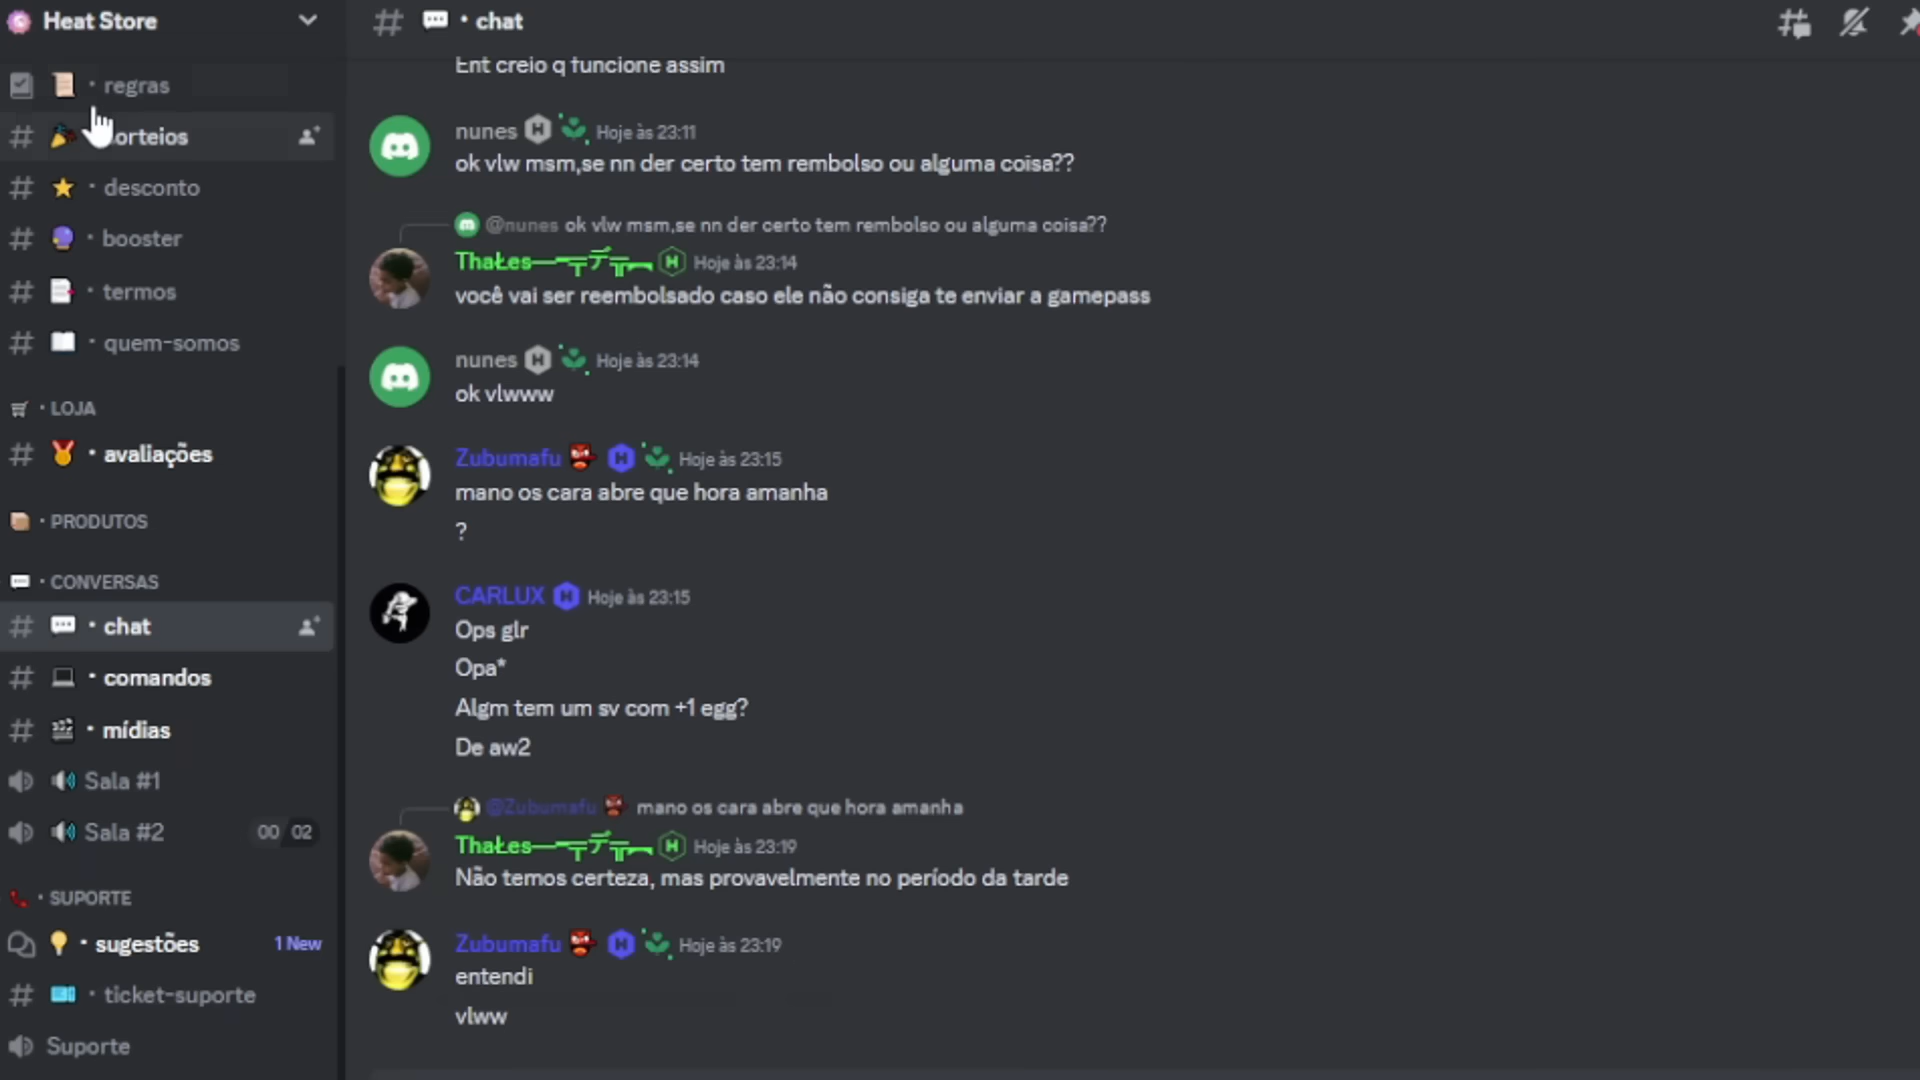 Heat Store
• regras
orteios
• desconto
• booster
• termos
• quem-somos
• LOJA
• avaliações
• PRODUTOS
• CONVERSAS
• chat
• comandos
• mídias
Sala #1
Sala #2 00 02
• SUPORTE
• sugestões 1 New
• ticket-suporte
Suporte
• chat
Ent creio q funcione assim
nunes Hoje às 23:11
ok vlw msm,se nn der certo tem rembolso ou alguma coisa??
@nunes ok vlw msm,se nn der certo tem rembolso ou alguma coisa??
ThaŁes Hoje às 23:14
você vai ser reembolsado caso ele não consiga te enviar a gamepass
nunes Hoje às 23:14
ok vlwww
Zubumafu Hoje às 23:15
mano os cara abre que hora amanha
?
CARLUX Hoje às 23:15
Ops glr
Opa*
Algm tem um sv com +1 egg?
De aw2
@Zubumafu mano os cara abre que hora amanha
ThaŁes Hoje às 23:19
Não temos certeza, mas provavelmente no período da tarde
Zubumafu Hoje às 23:19
entendi
vlww